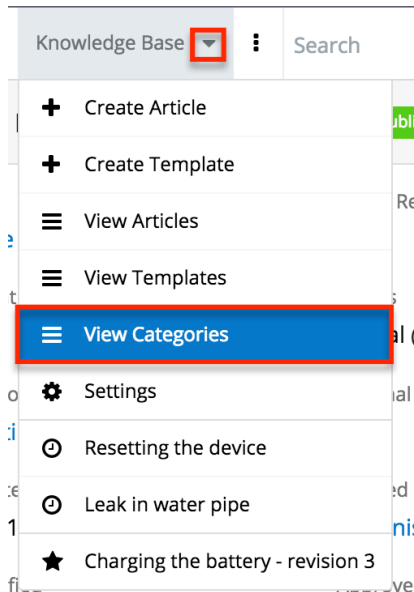 Knowledge Base
Search
Create Article
Create Template
View Articles
View Templates
View Categories
Settings
Resetting the device
Leak in water pipe
Charging the battery - revision 3